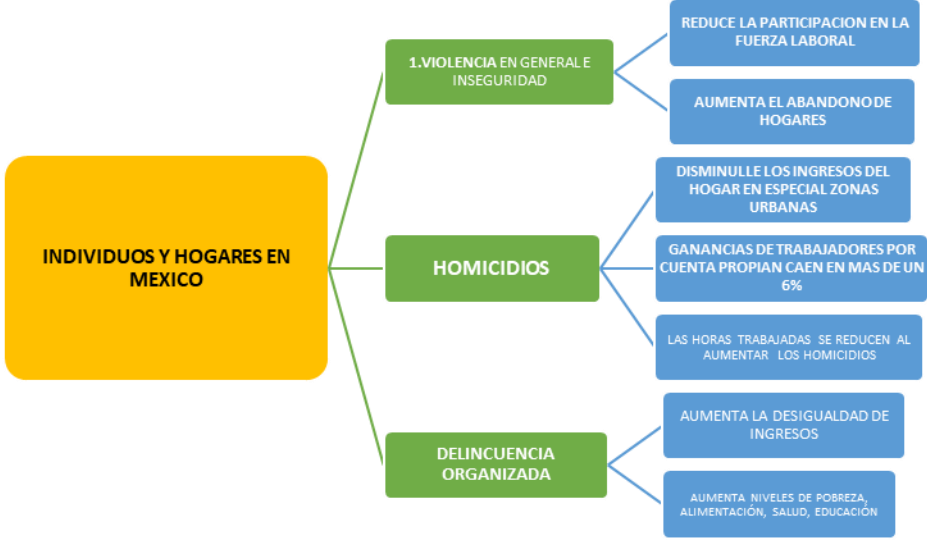 INDIVIDUOS Y HOGARES EN
MEXICO
1.VIOLENCIA EN GENERAL E
INSEGURIDAD
REDUCE LA PARTICIPACION EN LA
FUERZA LABORAL
AUMENTA EL ABANDONO DE
HOGARES
HOMICIDIOS
DISMINULLE LOS INGRESOS DEL
HOGAR EN ESPECIAL ZONAS
URBANAS
GANANCIAS DE TRABAJADORES POR
CUENTA PROPIAN CAEN EN MAS DE UN
6%
LAS HORAS TRABAJADAS SE REDUCEN AL
AUMENTAR LOS HOMICIDIOS
DELINCUENCIA
ORGANIZADA
AUMENTA LA DESIGUALDAD DE
INGRESOS
AUMENTA NIVELES DE POBREZA,
ALIMENTACIÓN, SALUD, EDUCACIÓN